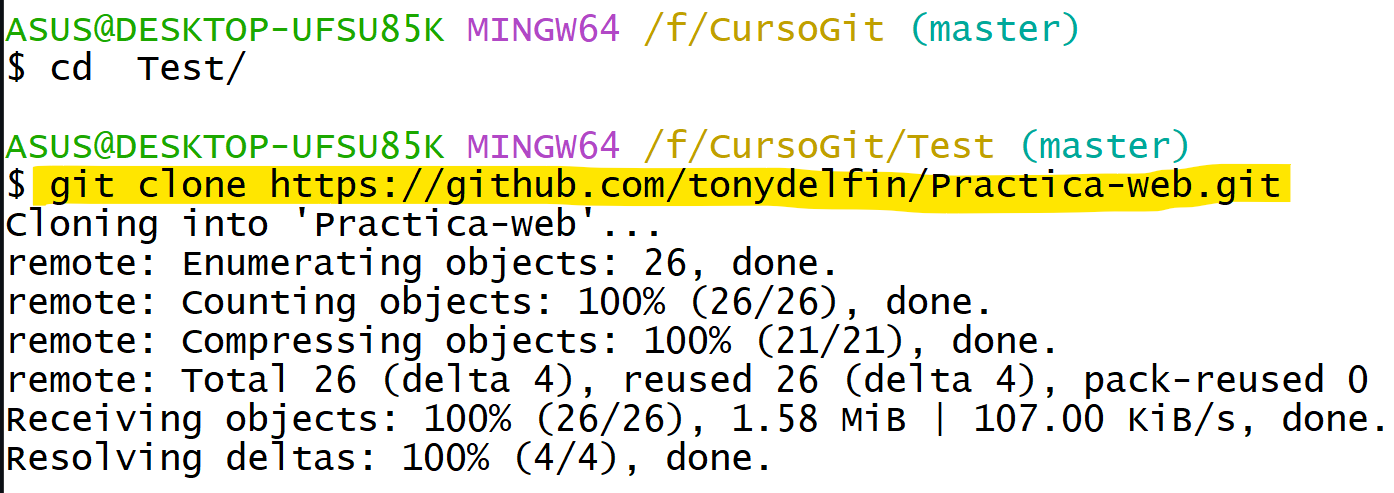 ASUS@DESKTOP-UFSU85K MINGW64 /f/CursoGit (master)
$ cd  Test/
ASUS@DESKTOP-UFSU85K MINGW64 /f/CursoGit/Test (master)
$ git clone https://github.com/tonydelfin/Practica-web.git
Cloning into 'Practica-web'...
remote: Enumerating objects: 26, done.
remote: Counting objects: 100% (26/26), done.
remote: Compressing objects: 100% (21/21), done.
remote: Total 26 (delta 4), reused 26 (delta 4), pack-reused 0
Receiving objects: 100% (26/26), 1.58 MiB | 107.00 KiB/s, done.
Resolving deltas: 100% (4/4), done.